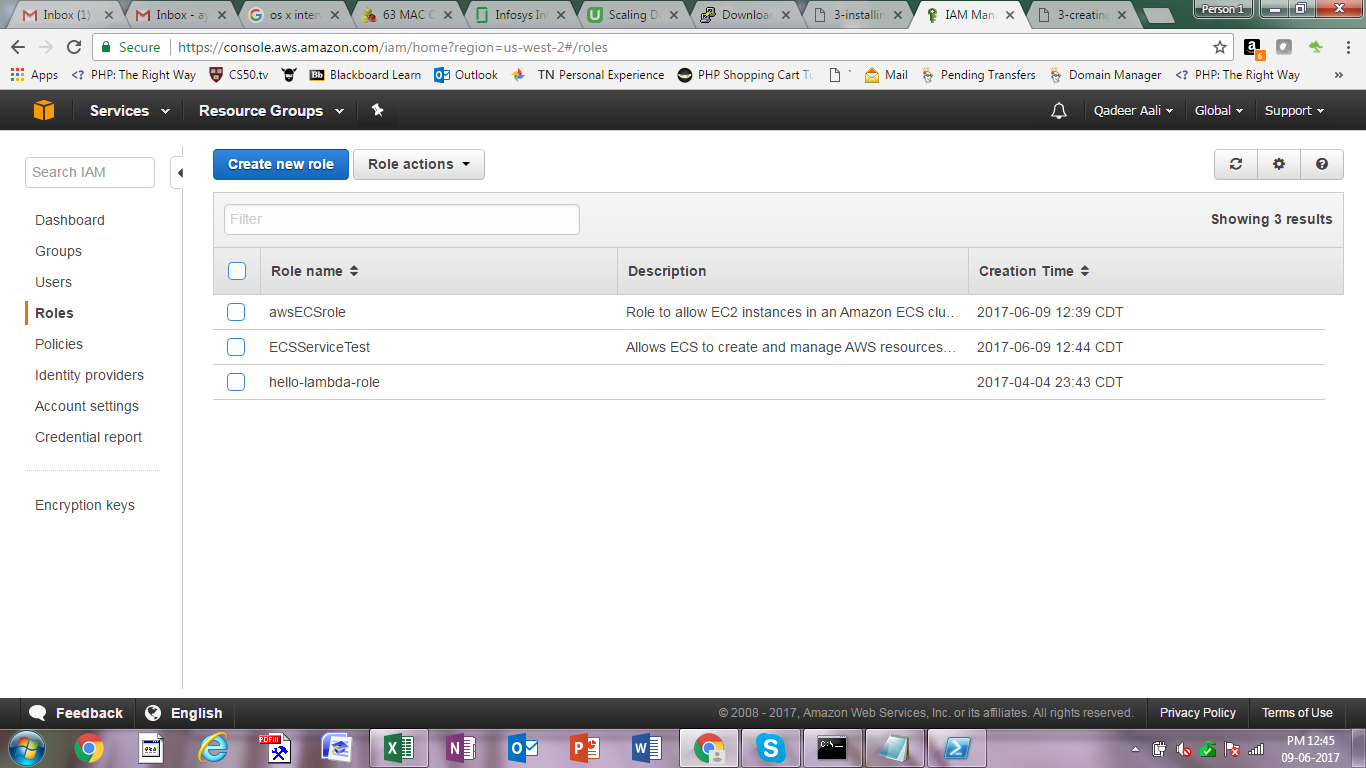 Inbox (1)
Inbox - ay
os x inter
63 MAC C
Infosys In
Scaling D
Downloa
3-installin
IAM Man
3-creating
Person 1
Secure
https://console.aws.amazon.com/iam/home?region=us-west-2#/roles
6
Apps
PHP: The Right Way
CS50.tv
Blackboard Learn
Outlook
TN Personal Experience
PHP Shopping Cart Tu
Mail
Pending Transfers
Domain Manager
PHP: The Right Way
»
Services
Resource Groups
Qadeer Aali
Global
Support
Search IAM
Create new role
Role actions
Dashboard
Groups
Users
Roles
Policies
Identity providers
Account settings
Credential report
Encryption keys
Filter
Showing 3 results
Role name
Description
Creation Time
awsECSrole
Role to allow EC2 instances in an Amazon ECS clu…
2017-06-09 12:39 CDT
ECSServiceTest
Allows ECS to create and manage AWS resources…
2017-06-09 12:44 CDT
hello-lambda-role
2017-04-04 23:43 CDT
Feedback
English
© 2008 - 2017, Amazon Web Services, Inc. or its affiliates. All rights reserved.
Privacy Policy
Terms of Use
PM 12:45
09-06-2017